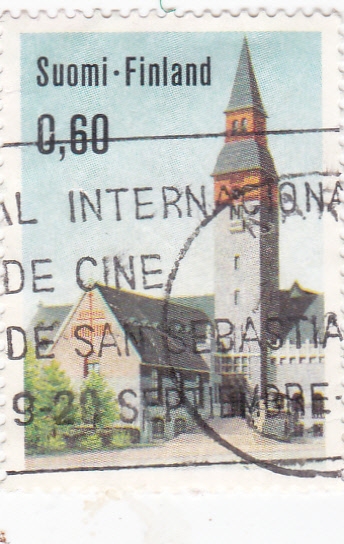 Suomi · Finland
0,60
AL INTERNACIONA
DE CINE
DE SAN SEBASTIA
9 20 SEPTIEMBRE